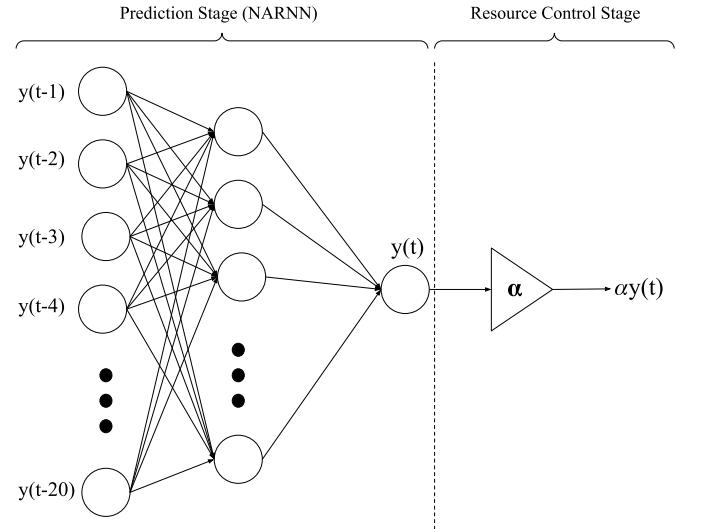 Prediction Stage (NARNN)
Resource Control Stage
y(t-1)
y(t-2)
y(t-3)
y(t-4)
y(t-20)
y(t)
α
αy(t)